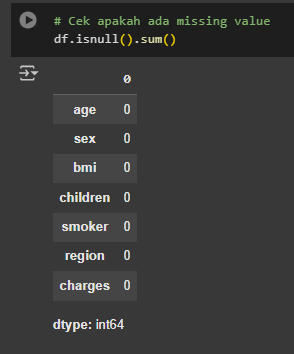 # Cek apakah ada missing value
df.isnull().sum()
0
age 0
sex 0
bmi 0
children 0
smoker 0
region 0
charges 0
dtype: int64